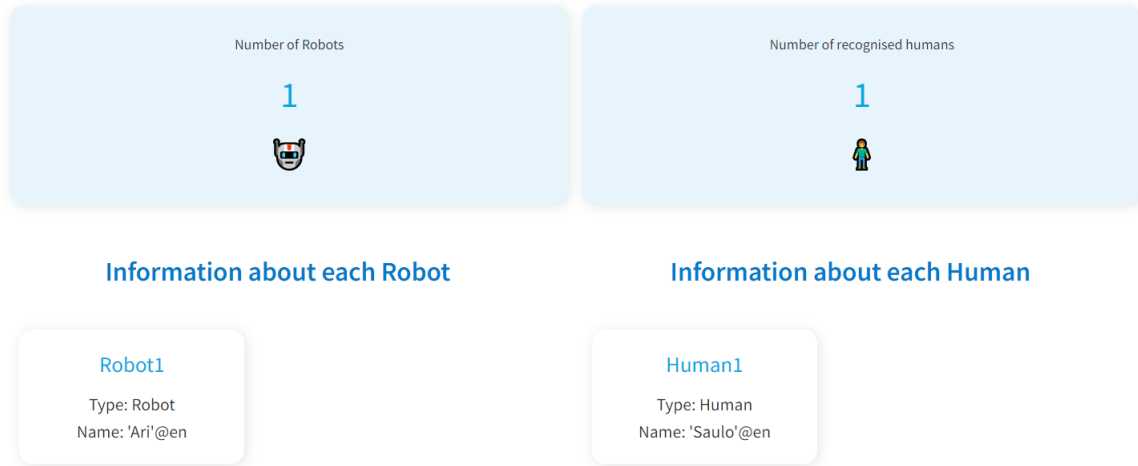 Number of Robots
1
Number of recognised humans
1
Information about each Robot
Information about each Human
Robot1
Type: Robot
Name: 'Ari'@en
Human1
Type: Human
Name: 'Saulo'@en